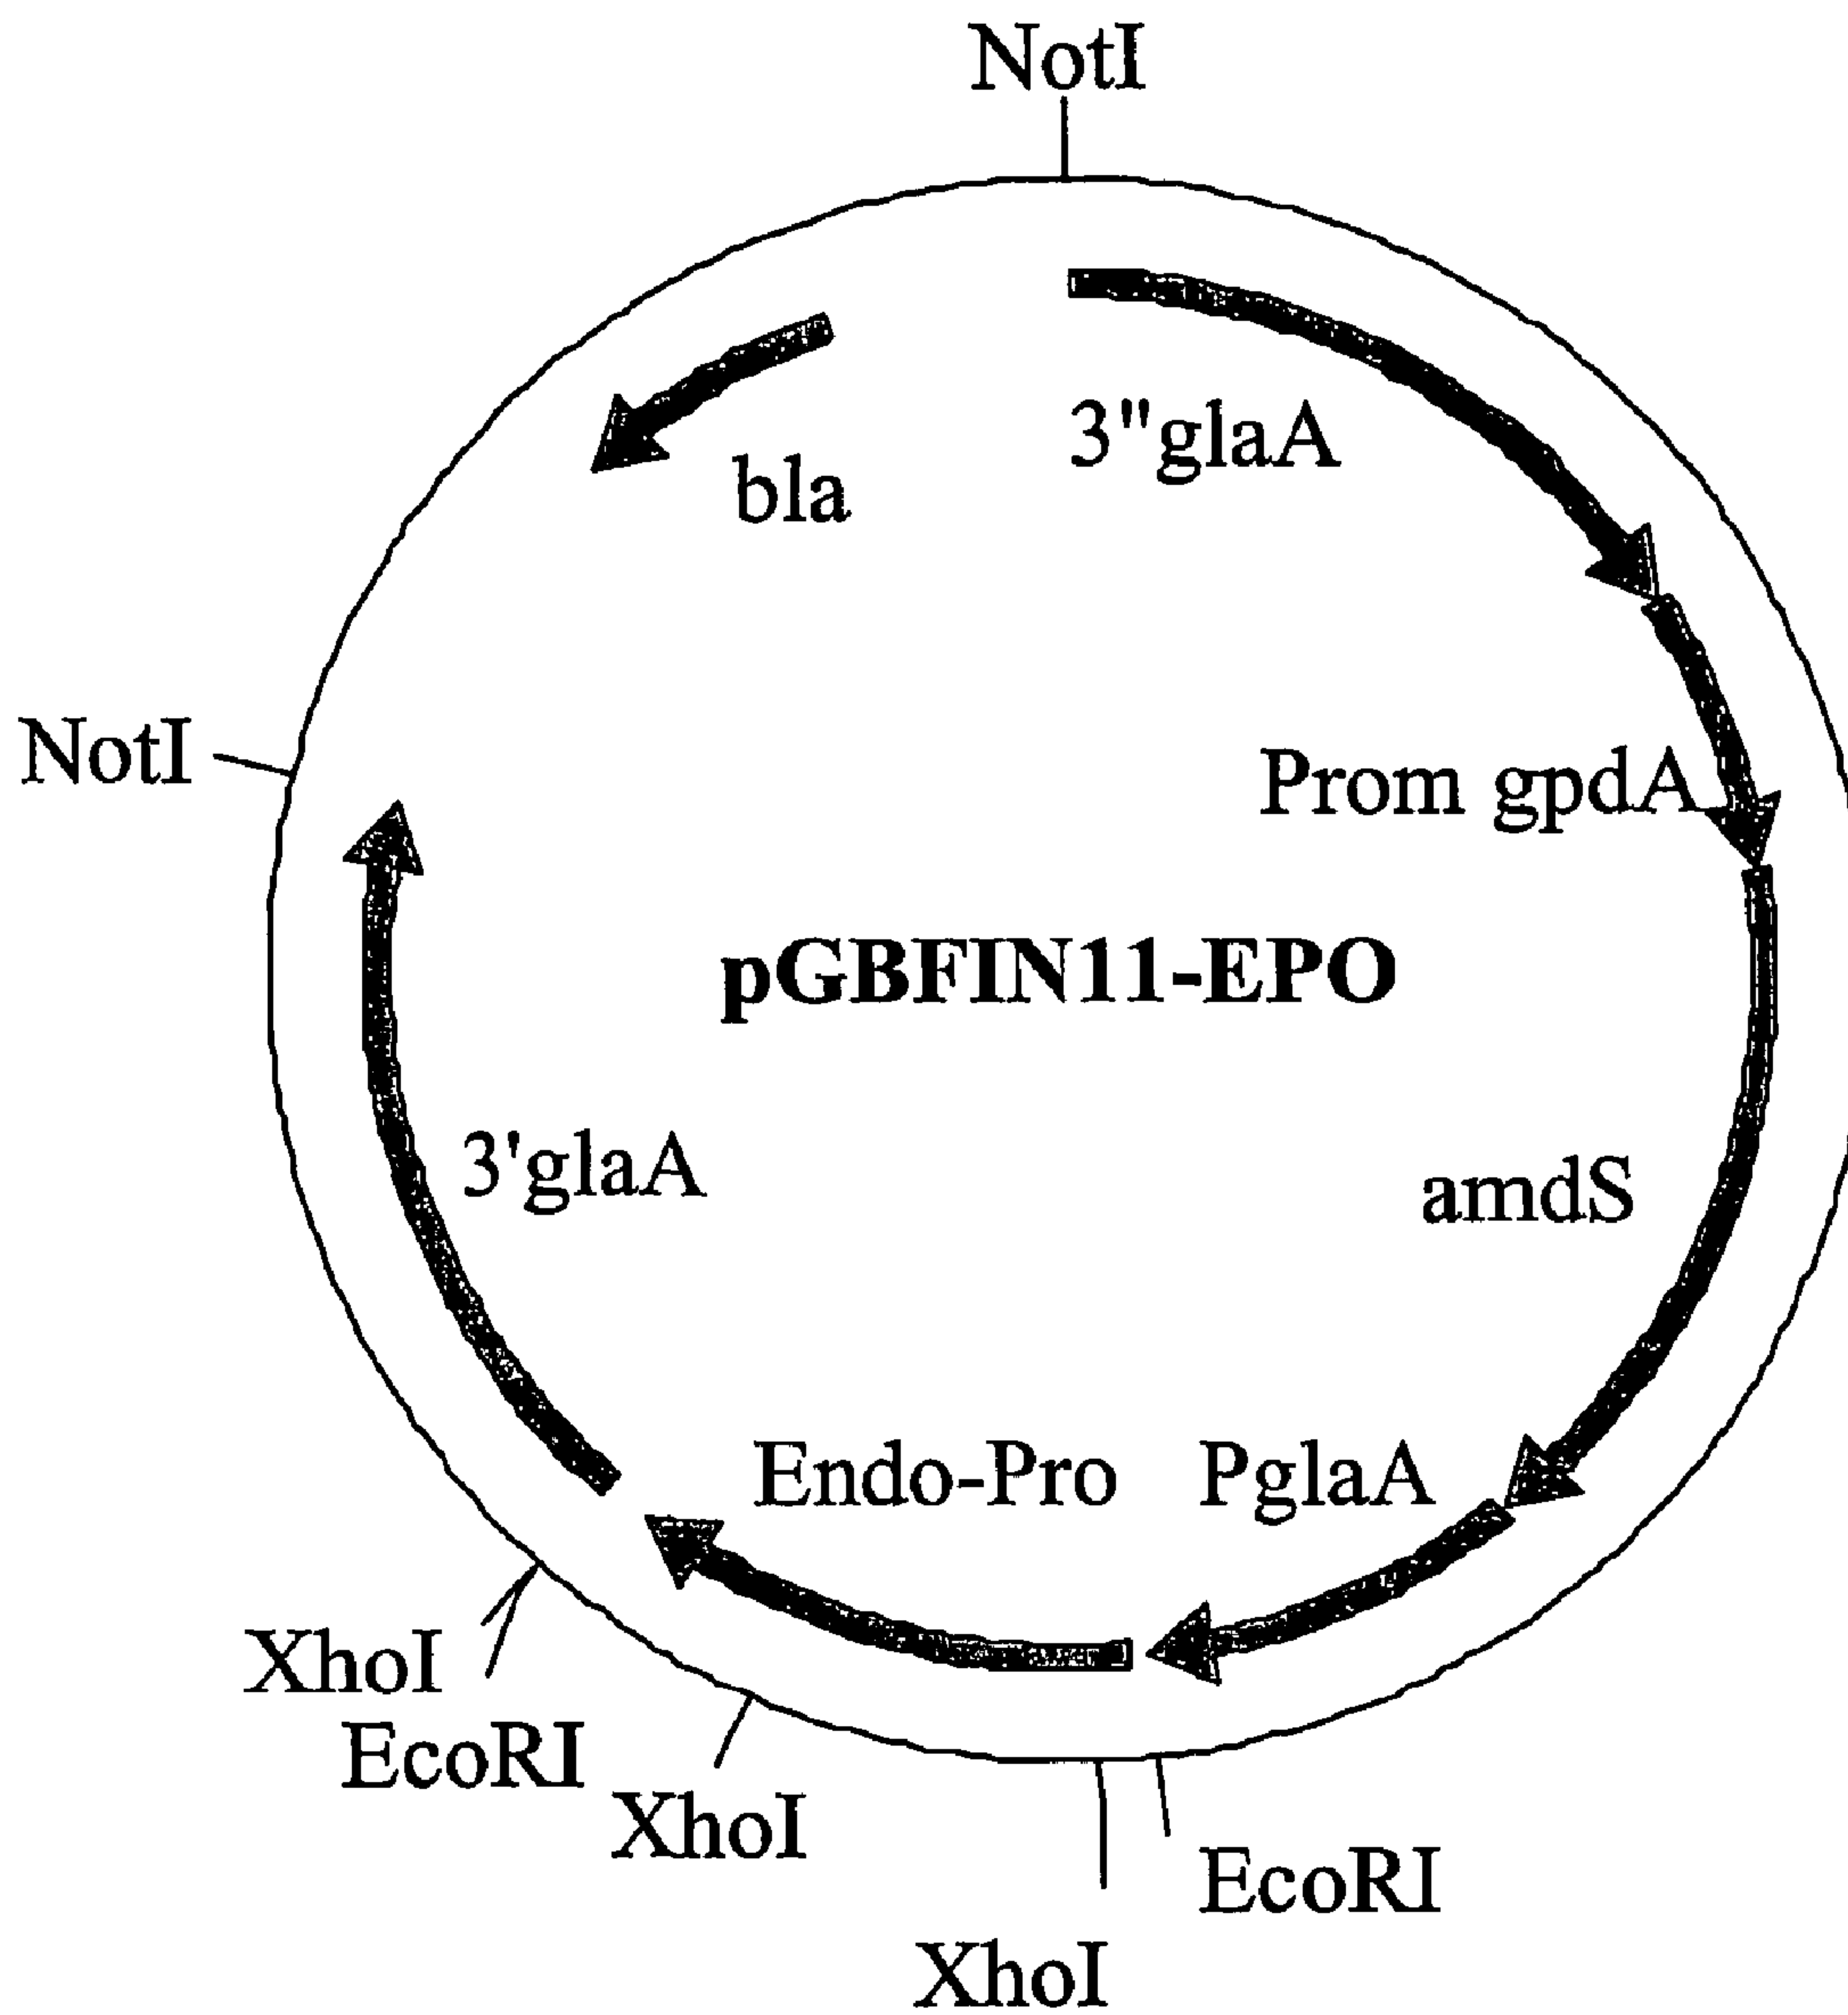 NotI
3"glaA
bla
NotI
Prom gpdA
pGBFIN11-EPO
3'glaA
amdS
Endo-Pro
PglaA
XhoI
EcoRI
XhoI
EcoRI
XhoI